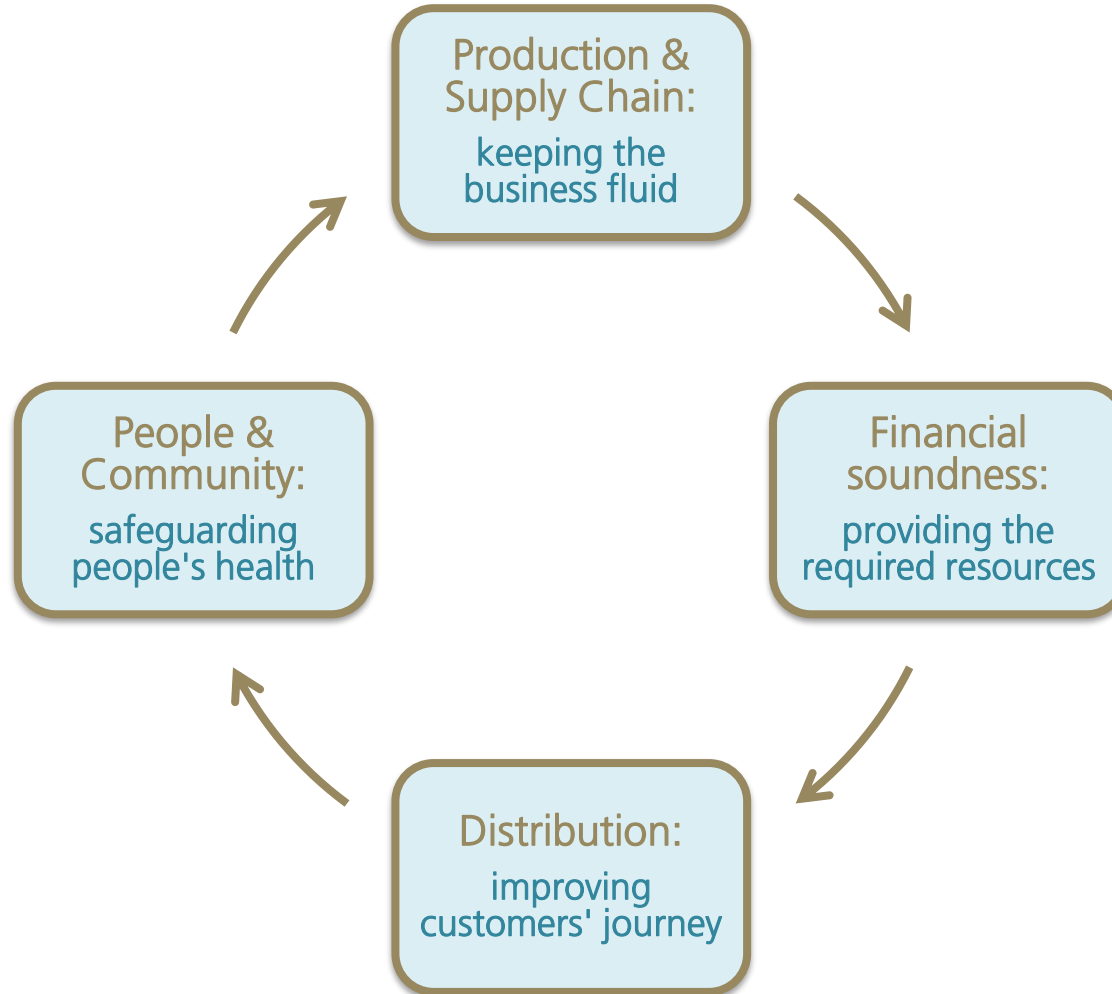 Production &
Supply Chain:
keeping the
business fluid
People &
Community:
safeguarding
people's health
Financial
soundness:
providing the
required resources
Distribution:
improving
customers' journey